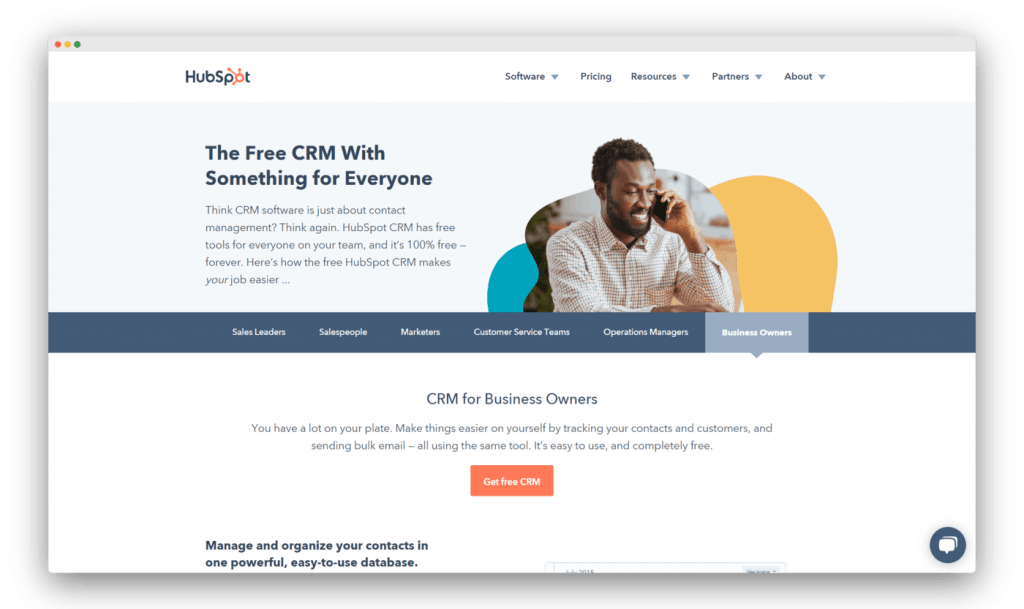 HubSpot
Software
Pricing
Resources
Partners
About
The Free CRM With
Something for Everyone
Think CRM software is just about contact
management? Think again. HubSpot CRM has free
tools for everyone on your team, and it's 100% free –
forever. Here's how the free HubSpot CRM makes
your job easier ...
Sales Leaders
Salespeople
Marketers
Customer Service Teams
Operations Managers
Business Owners
CRM for Business Owners
You have a lot on your plate. Make things easier on yourself by tracking your contacts and customers, and
sending bulk email – all using the same tool. It's easy to use, and completely free.
Get free CRM
Manage and organize your contacts in
one powerful, easy-to-use database.
July 2015